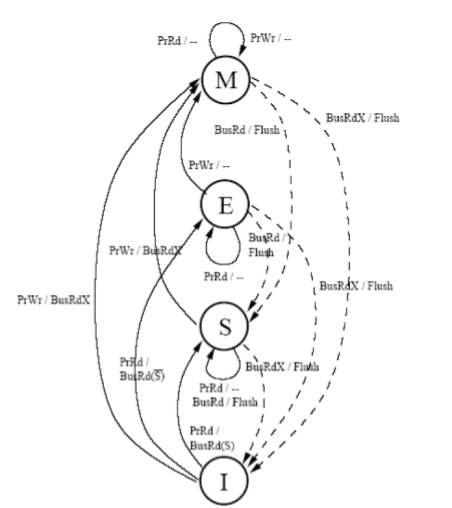 PrRd / --
PrWr / --
M
BusRdX / Flush
BusRd / Flush
PrWr / --
E
BusRd /
Flush
PrWr / BusRdX
PrRd / --
BusRdX / Flush
PrWr / BusRdX
S
PrRd /
BusRd(S̅)
BusRdX / Flush
PrRd / --
BusRd / Flush
PrRd /
BusRd(S)
I